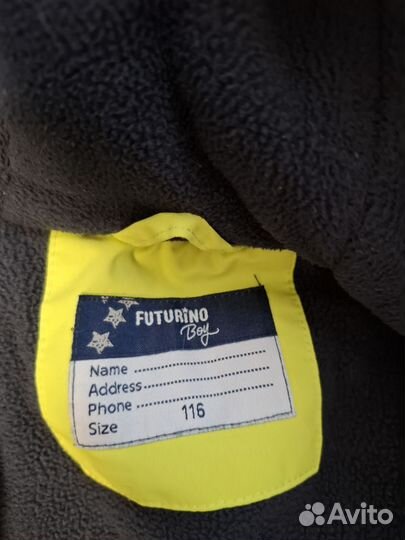 FUTURINO
Boy
Name ................................
Address ............................
Phone ..............................
Size 116
Avito